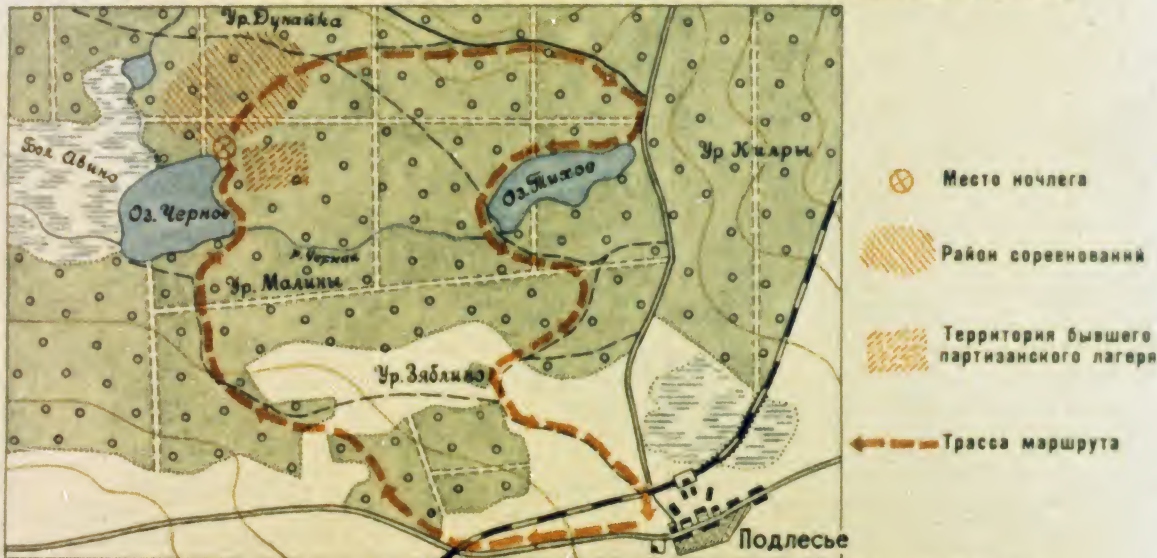 Ур. Дунайка
Бол. Авино
Оз. Черное
Оз. Тихое
Ур. Кияры
р. Черная
Ур. Малины
Ур. Зяблино
Подлесье
Место ночлега
Район соревнований
Территория бывшего
партизанского лагеря
Трасса маршрута